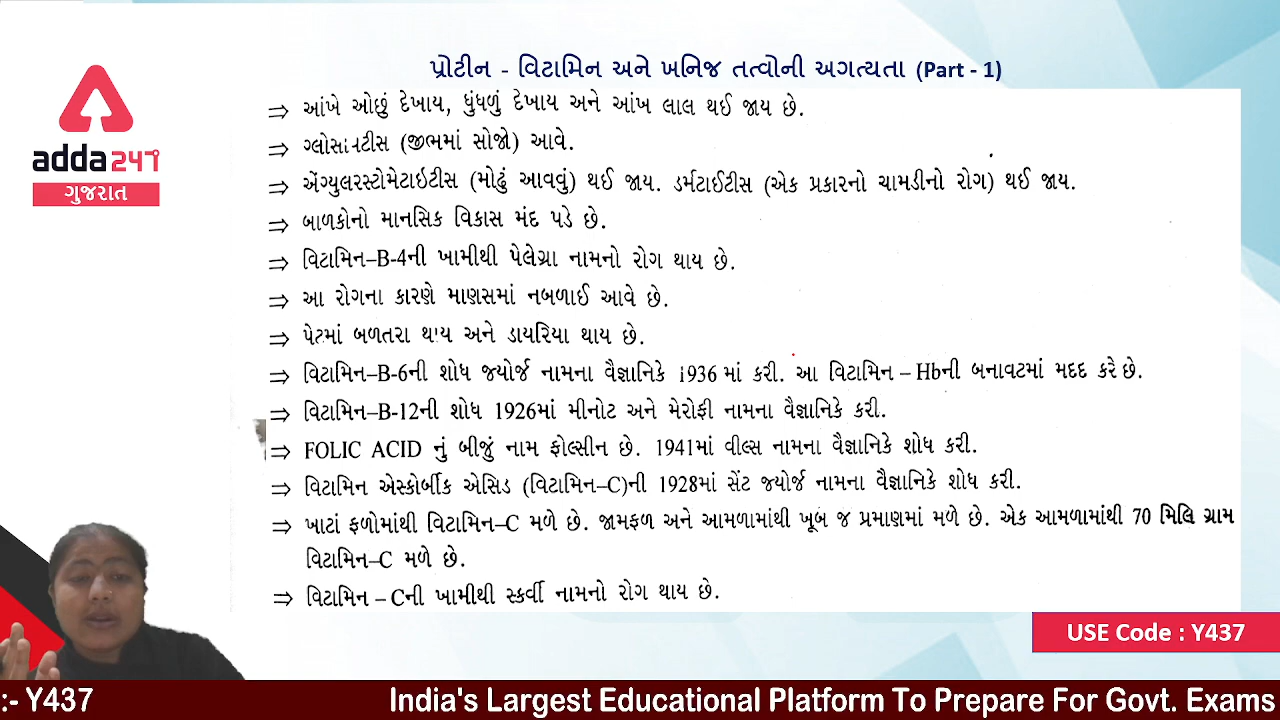 પ્રોટીન - વિટામિન અને ખનિજ તત્વોની અગત્યતા (Part - 1)
adda247
ગુજરાત
⇒ આંખે ઓછું દેખાય, ધુંધળું દેખાય અને આંખ લાલ થઈ જાય છે.
⇒ ગ્લોસાઈટીસ (જીભમાં સોજો) આવે.
⇒ ઍંગ્યુલરસ્ટોમેટાઇટીસ (મોઢું આવવું) થઈ જાય. ડર્મટાઈટીસ (એક પ્રકારનો ચામડીનો રોગ) થઈ જાય.
⇒ બાળકોનો માનસિક વિકાસ મંદ પડે છે.
⇒ વિટામિન–B-4ની ખામીથી પેલેગ્રા નામનો રોગ થાય છે.
⇒ આ રોગના કારણે માણસમાં નબળાઈ આવે છે.
⇒ પેટમાં બળતરા થાય અને ડાયરિયા થાય છે.
⇒ વિટામિન–B-6ની શોધ જ્યોર્જ નામના વૈજ્ઞાનિકે 1936 માં કરી. આ વિટામિન – Hbની બનાવટમાં મદદ કરે છે.
⇒ વિટામિન–B-12ની શોધ 1926માં મીનોટ અને મેરોફી નામના વૈજ્ઞાનિકે કરી.
⇒ FOLIC ACID નું બીજું નામ ફોલ્સીન છે. 1941માં વીલ્સ નામના વૈજ્ઞાનિકે શોધ કરી.
⇒ વિટામિન એસ્કોર્બીક એસિડ (વિટામિન–C)ની 1928માં સેંટ જ્યોર્જ નામના વૈજ્ઞાનિકે શોધ કરી.
⇒ ખાટાં ફળોમાંથી વિટામિન–C મળે છે. જામફળ અને આમળામાંથી ખૂબ જ પ્રમાણમાં મળે છે. એક આમળામાંથી 70 મિલિ ગ્રામ
વિટામિન–C મળે છે.
⇒ વિટામિન – Cની ખામીથી સ્કર્વી નામનો રોગ થાય છે.
USE Code : Y437
:- Y437 India's Largest Educational Platform To Prepare For Govt. Exams